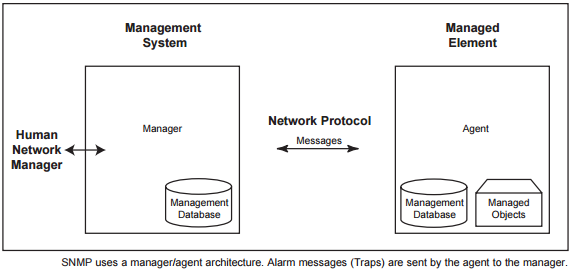 Management
System
Managed
Element
Human
Network
Manager
Manager
Management
Database
Network Protocol
Messages
Agent
Management
Database
Managed
Objects
SNMP uses a manager/agent architecture. Alarm messages (Traps) are sent by the agent to the manager.